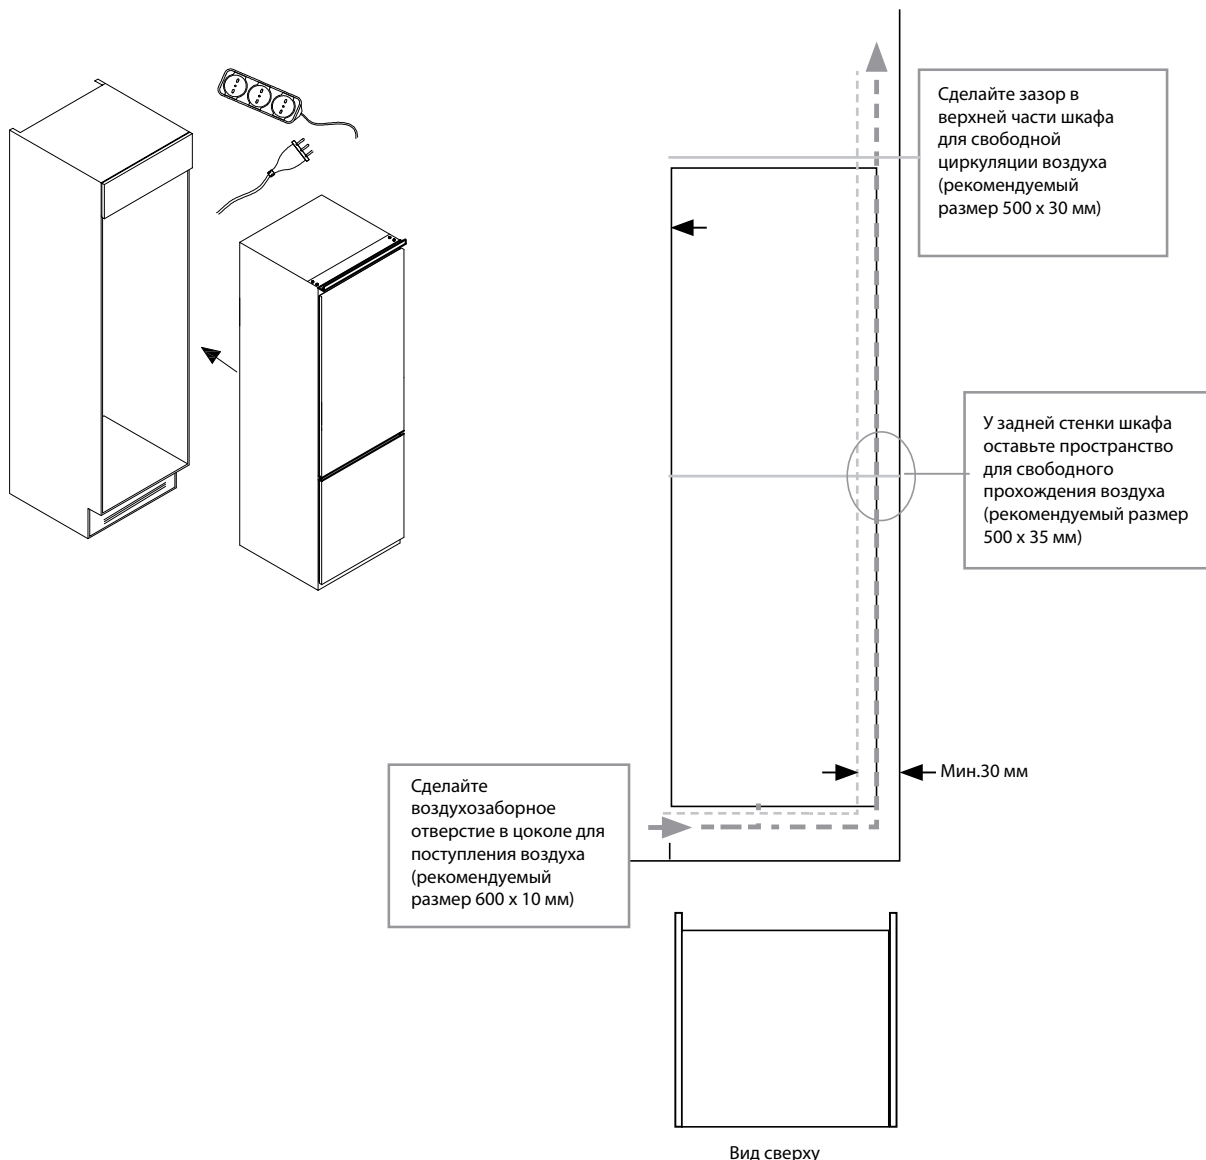 Сделайте зазор в
верхней части шкафа
для свободной
циркуляции воздуха
(рекомендуемый
размер 500 x 30 мм)
У задней стенки шкафа
оставьте пространство
для свободного
прохождения воздуха
(рекомендуемый размер
500 x 35 мм)
Мин.30 мм
Сделайте
воздухозаборное
отверстие в цоколе для
поступления воздуха
(рекомендуемый
размер 600 x 10 мм)
Вид сверху